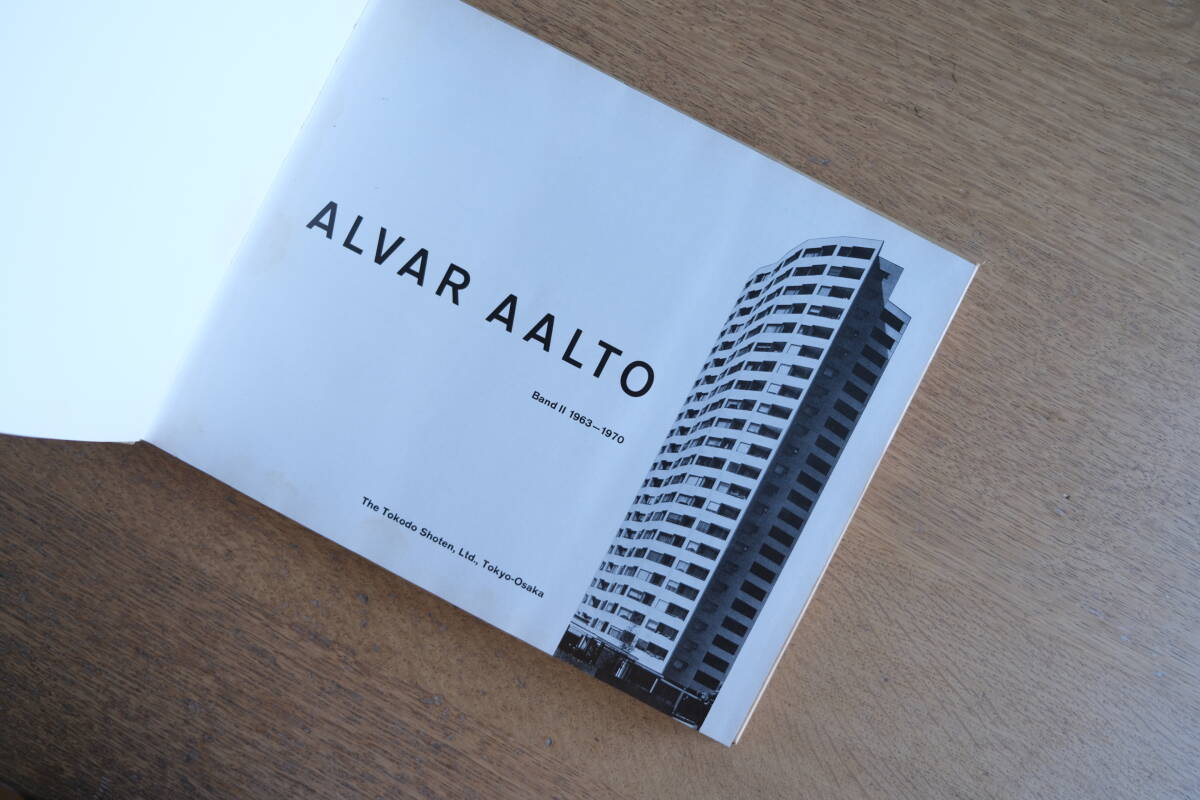 ALVAR AALTO
Band II 1963—1970
The Tokodo Shoten, Ltd., Tokyo-Osaka